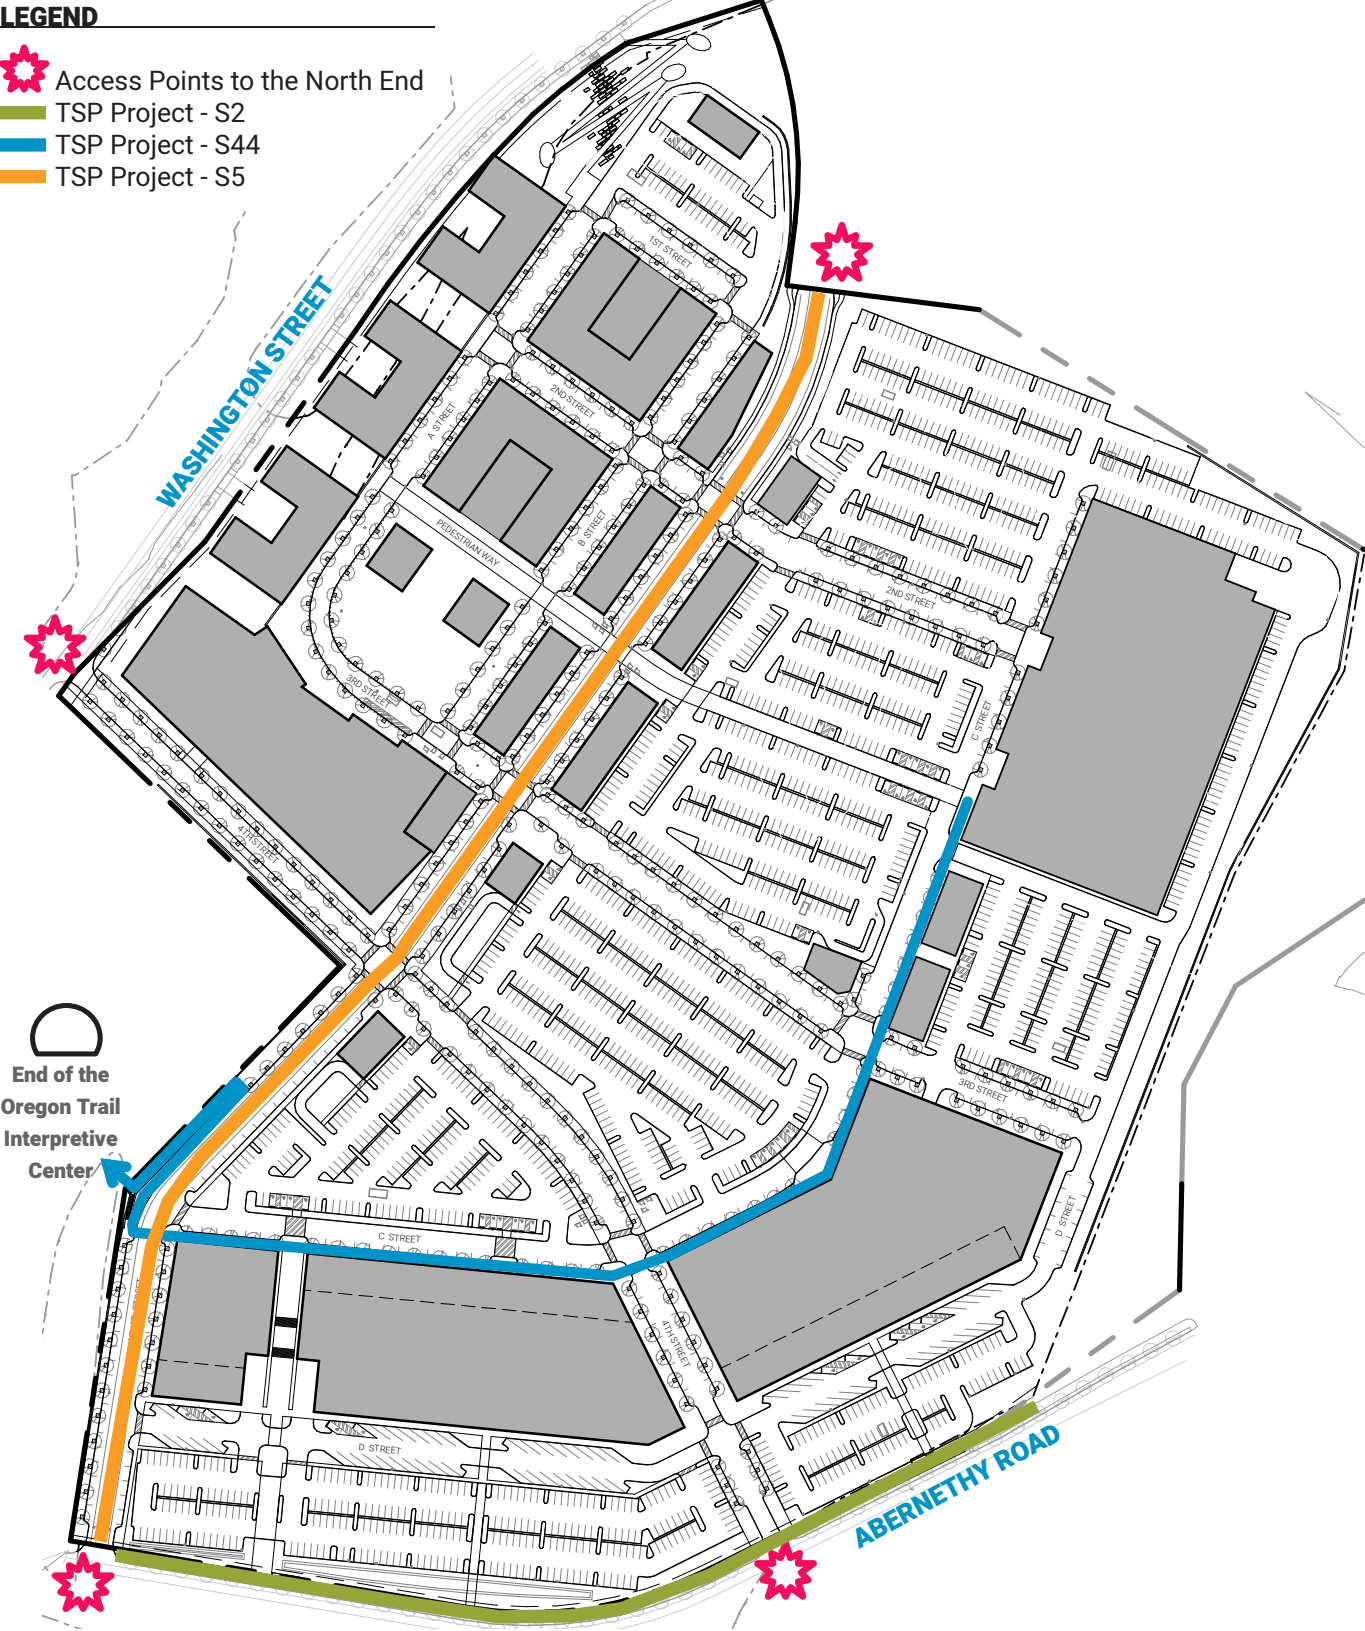 LEGEND
Access Points to the North End
TSP Project - S2
TSP Project - S44
TSP Project - S5
WASHINGTON STREET
1ST STREET
2ND STREET
A STREET
B STREET
PEDESTRIAN WAY
2ND STREET
3RD STREET
C STREET
4TH STREET
End of the
Oregon Trail
Interpretive
Center
3RD STREET
D STREET
C STREET
4TH STREET
D STREET
ABERNETHY ROAD